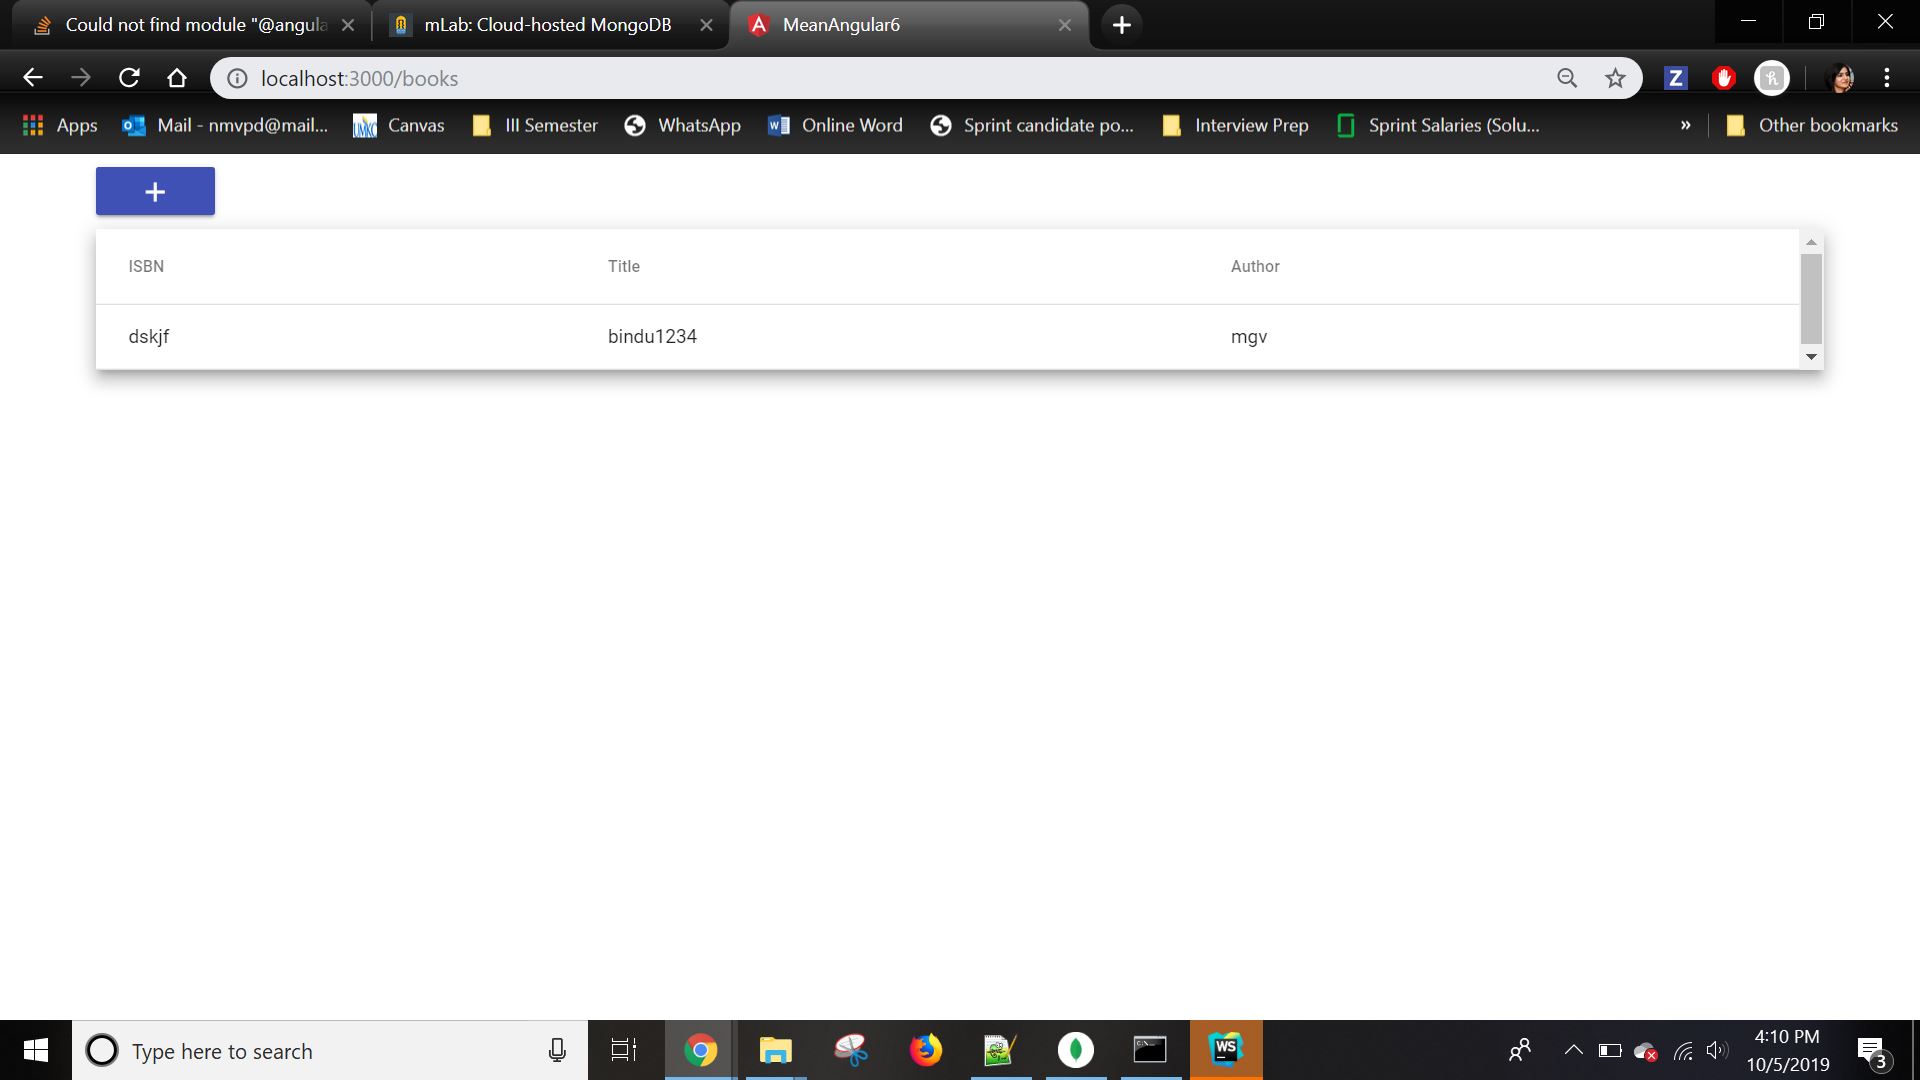 Could not find module "@angula
mLab: Cloud-hosted MongoDB
MeanAngular6
localhost:3000/books
Apps
Mail - nmvpd@mail...
UMKC
Canvas
III Semester
WhatsApp
Online Word
Sprint candidate po...
Interview Prep
Sprint Salaries (Solu...
»
Other bookmarks
+
ISBN Title Author
dskjf bindu1234 mgv
Type here to search
WS
4:10 PM
10/5/2019
3